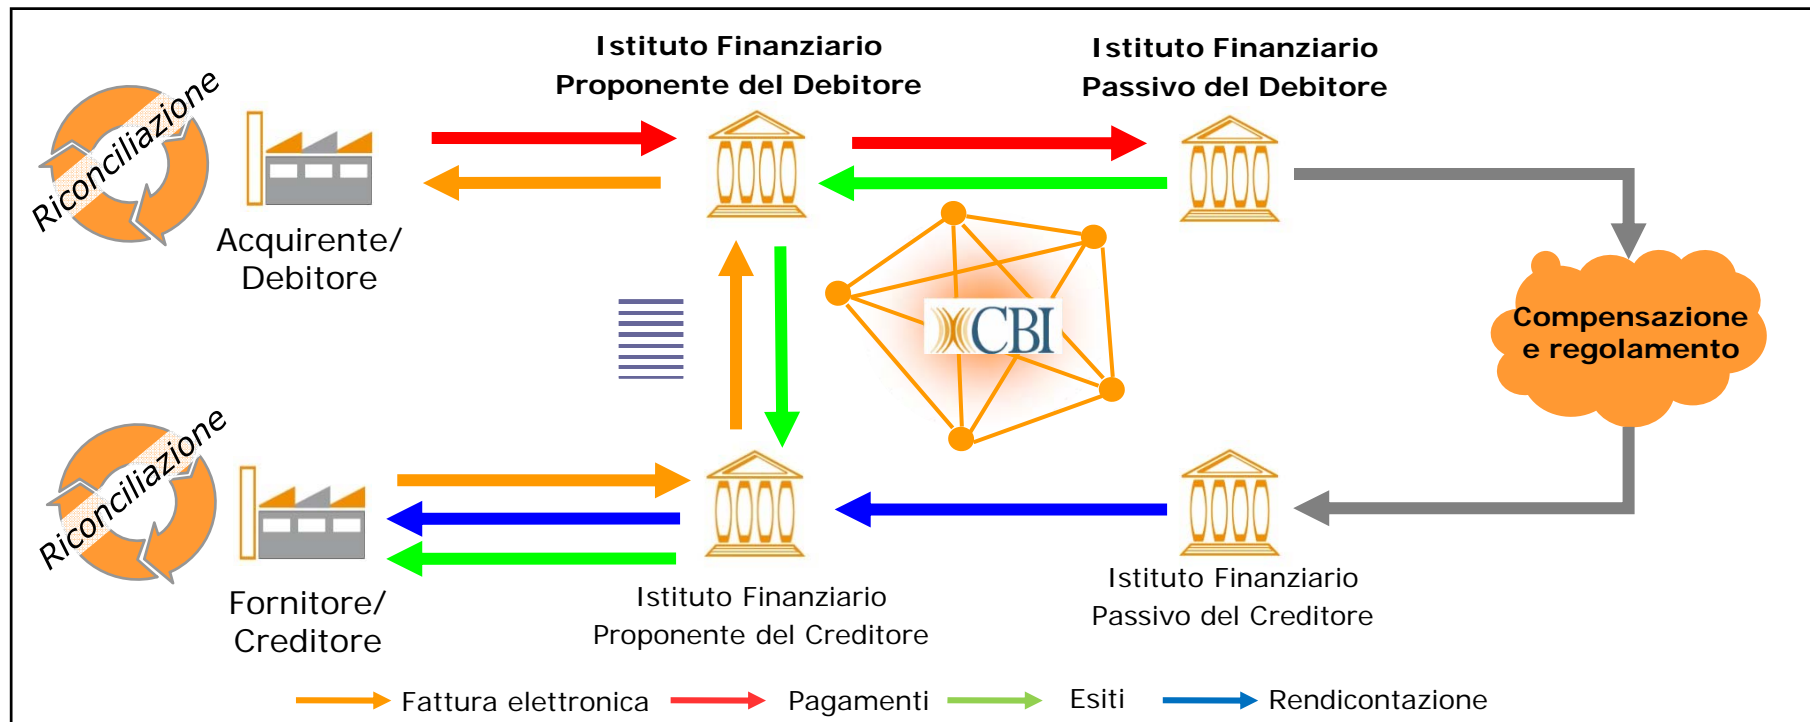 Istituto Finanziario
Proponente del Debitore
Istituto Finanziario
Passivo del Debitore
Riconciliazione
Acquirente/
Debitore
CBI
Compensazione
e regolamento
Riconciliazione
Fornitore/
Creditore
Istituto Finanziario
Proponente del Creditore
Istituto Finanziario
Passivo del Creditore
Fattura elettronica
Pagamenti
Esiti
Rendicontazione